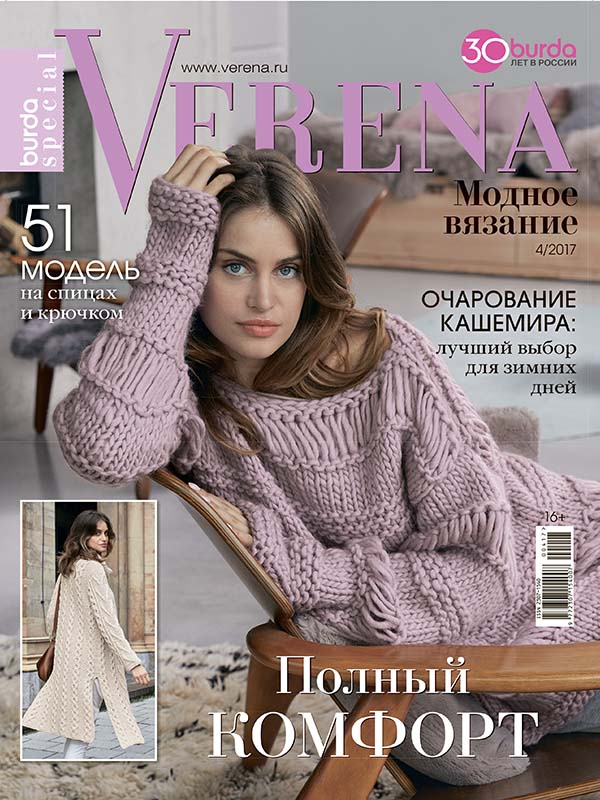 burda
special
VERENA
www.verena.ru
30 burda
ЛЕТ В РОССИИ
Модное
вязание
4/2017
51
МОДЕЛЬ
на спицах
и крючком
ОЧАРОВАНИЕ
КАШЕМИРА:
лучший выбор
для зимних
дней
16+
Полный
КОМФОРТ